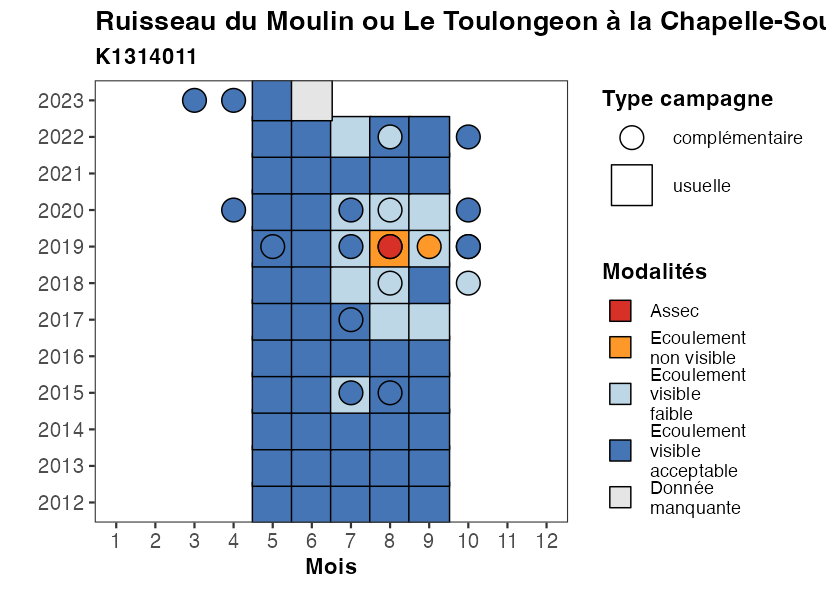 Ruisseau du Moulin ou Le Toulongeon à la Chapelle-Sou
K1314011
2023
2022
2021
2020
2019
2018
2017
2016
2015
2014
2013
2012
1 2 3 4 5 6 7 8 9 10 11 12
Mois
Type campagne
complémentaire
usuelle
Modalités
Assec
Ecoulement
non visible
Ecoulement
visible
faible
Ecoulement
visible
acceptable
Donnée
manquante